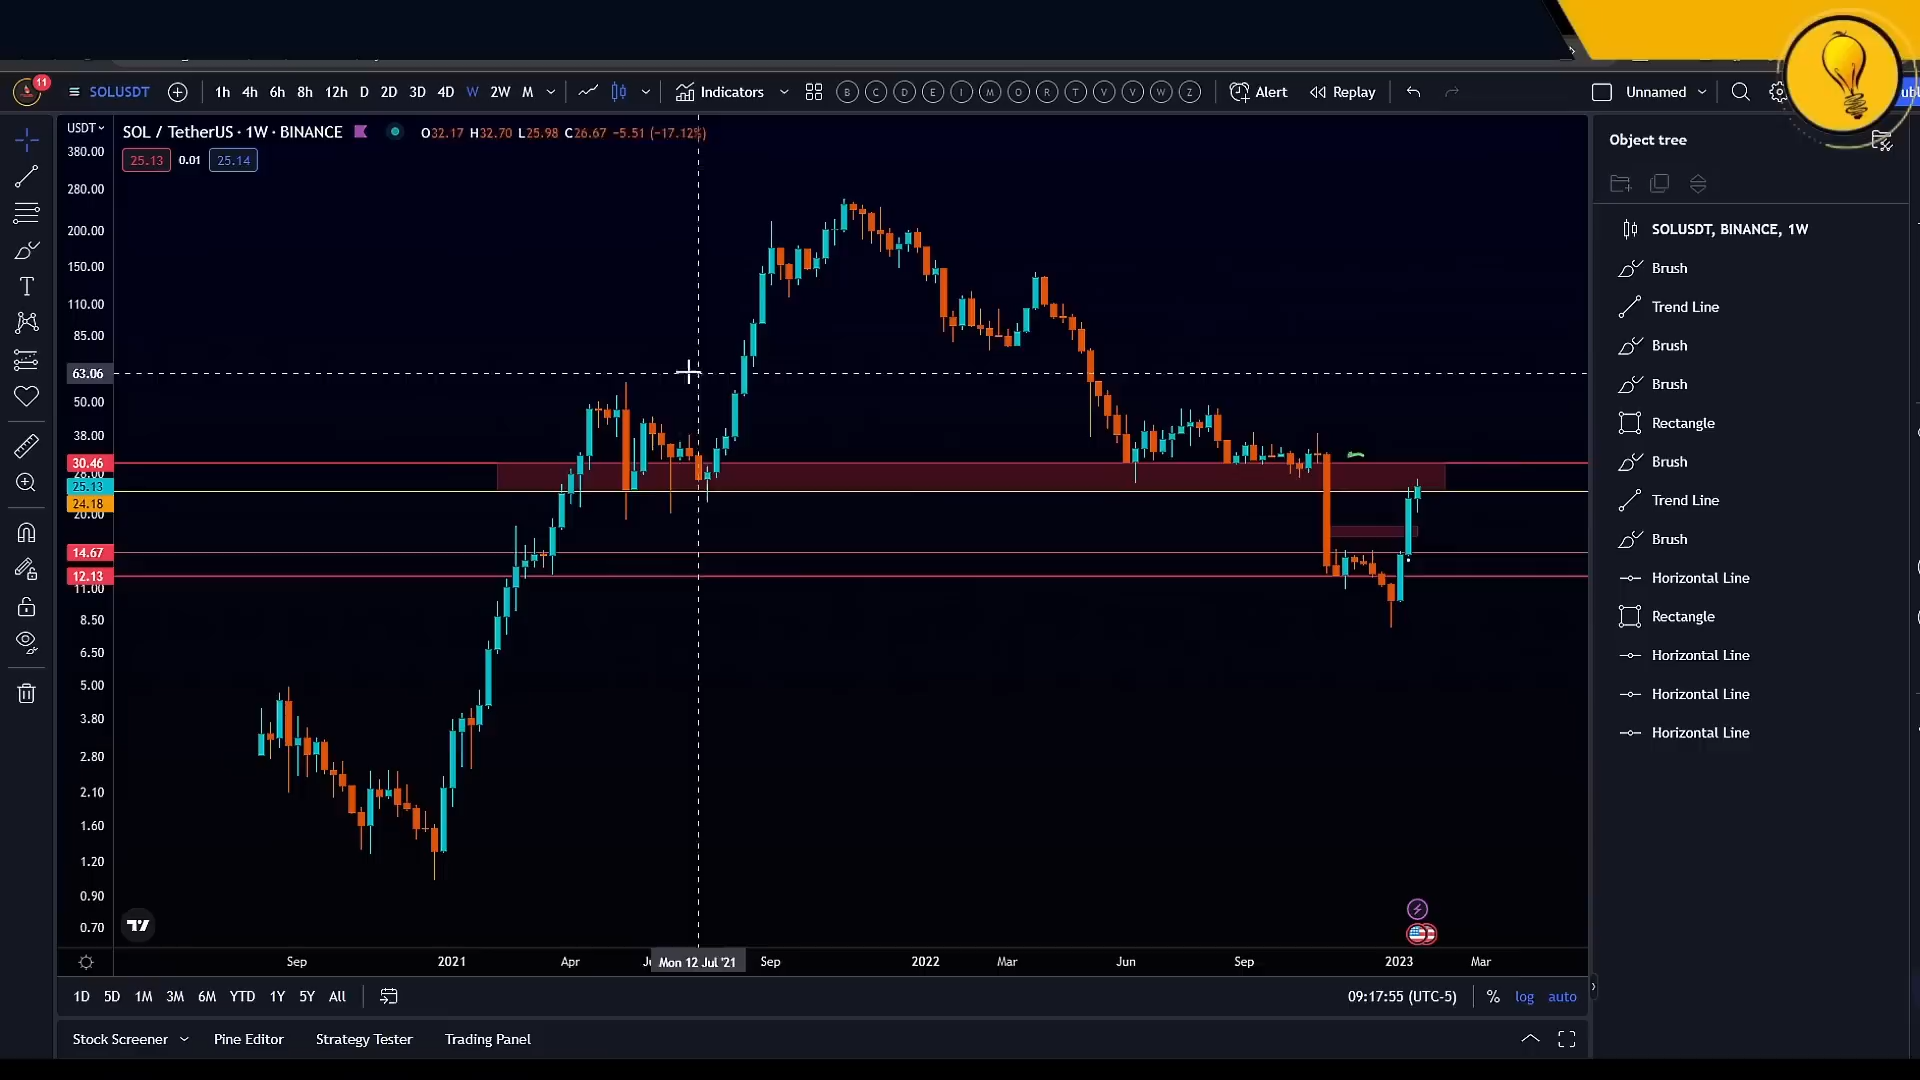 11
SOLUSDT
1h 4h 6h 8h 12h D 2D 3D 4D W 2W M
Indicators
B C D E I M O R T V V W Z
Alert
Replay
Unnamed
USDT
SOL / TetherUS · 1W · BINANCE
O32.17 H32.70 L25.98 C26.67 −5.51 (−17.12%)
25.13 0.01 25.14
380.00
280.00
200.00
150.00
110.00
85.00
63.06
50.00
38.00
30.46
28.00
25.13
24.18
20.00
14.67
12.13
11.00
8.50
6.50
5.00
3.80
2.80
2.10
1.60
1.20
0.90
0.70
Sep 2021 Apr Mon 12 Jul '21 Sep 2022 Mar Jun Sep 2023 Mar
1D 5D 1M 3M 6M YTD 1Y 5Y All
09:17:55 (UTC-5) % log auto
Stock Screener Pine Editor Strategy Tester Trading Panel
Object tree
SOLUSDT, BINANCE, 1W
Brush
Trend Line
Brush
Brush
Rectangle
Brush
Trend Line
Brush
Horizontal Line
Rectangle
Horizontal Line
Horizontal Line
Horizontal Line